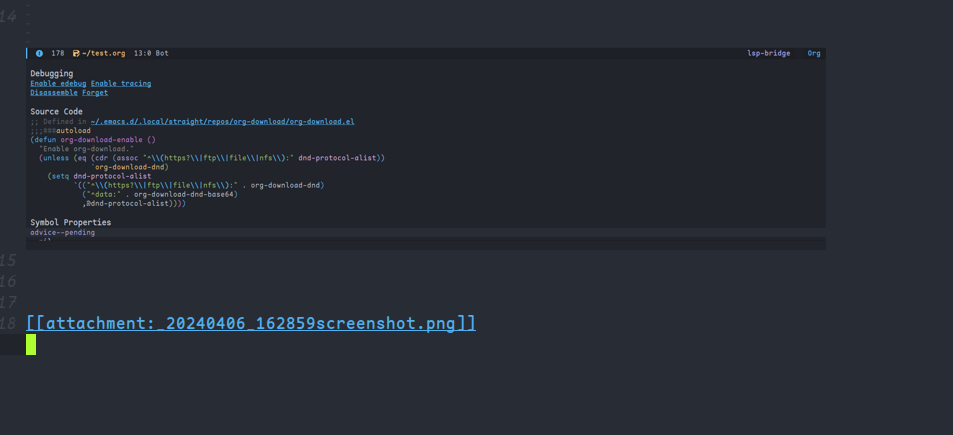 14
178 ~/test.org 13:0 Bot lsp-bridge Org
Debugging
Enable edebug Enable tracing
Disassemble Forget
Source Code
;; Defined in ~/.emacs.d/.local/straight/repos/org-download/org-download.el
;;;###autoload
(defun org-download-enable ()
"Enable org-download."
(unless (eq (cdr (assoc "^\\(https?\\|ftp\\|file\\|nfs\\):" dnd-protocol-alist))
'org-download-dnd)
(setq dnd-protocol-alist
`(("^\\(https?\\|ftp\\|file\\|nfs\\):" . org-download-dnd)
("^data:" . org-download-dnd-base64)
,@dnd-protocol-alist))))
Symbol Properties
advice--pending
15
16
17
18 [[attachment:_20240406_162859screenshot.png]]